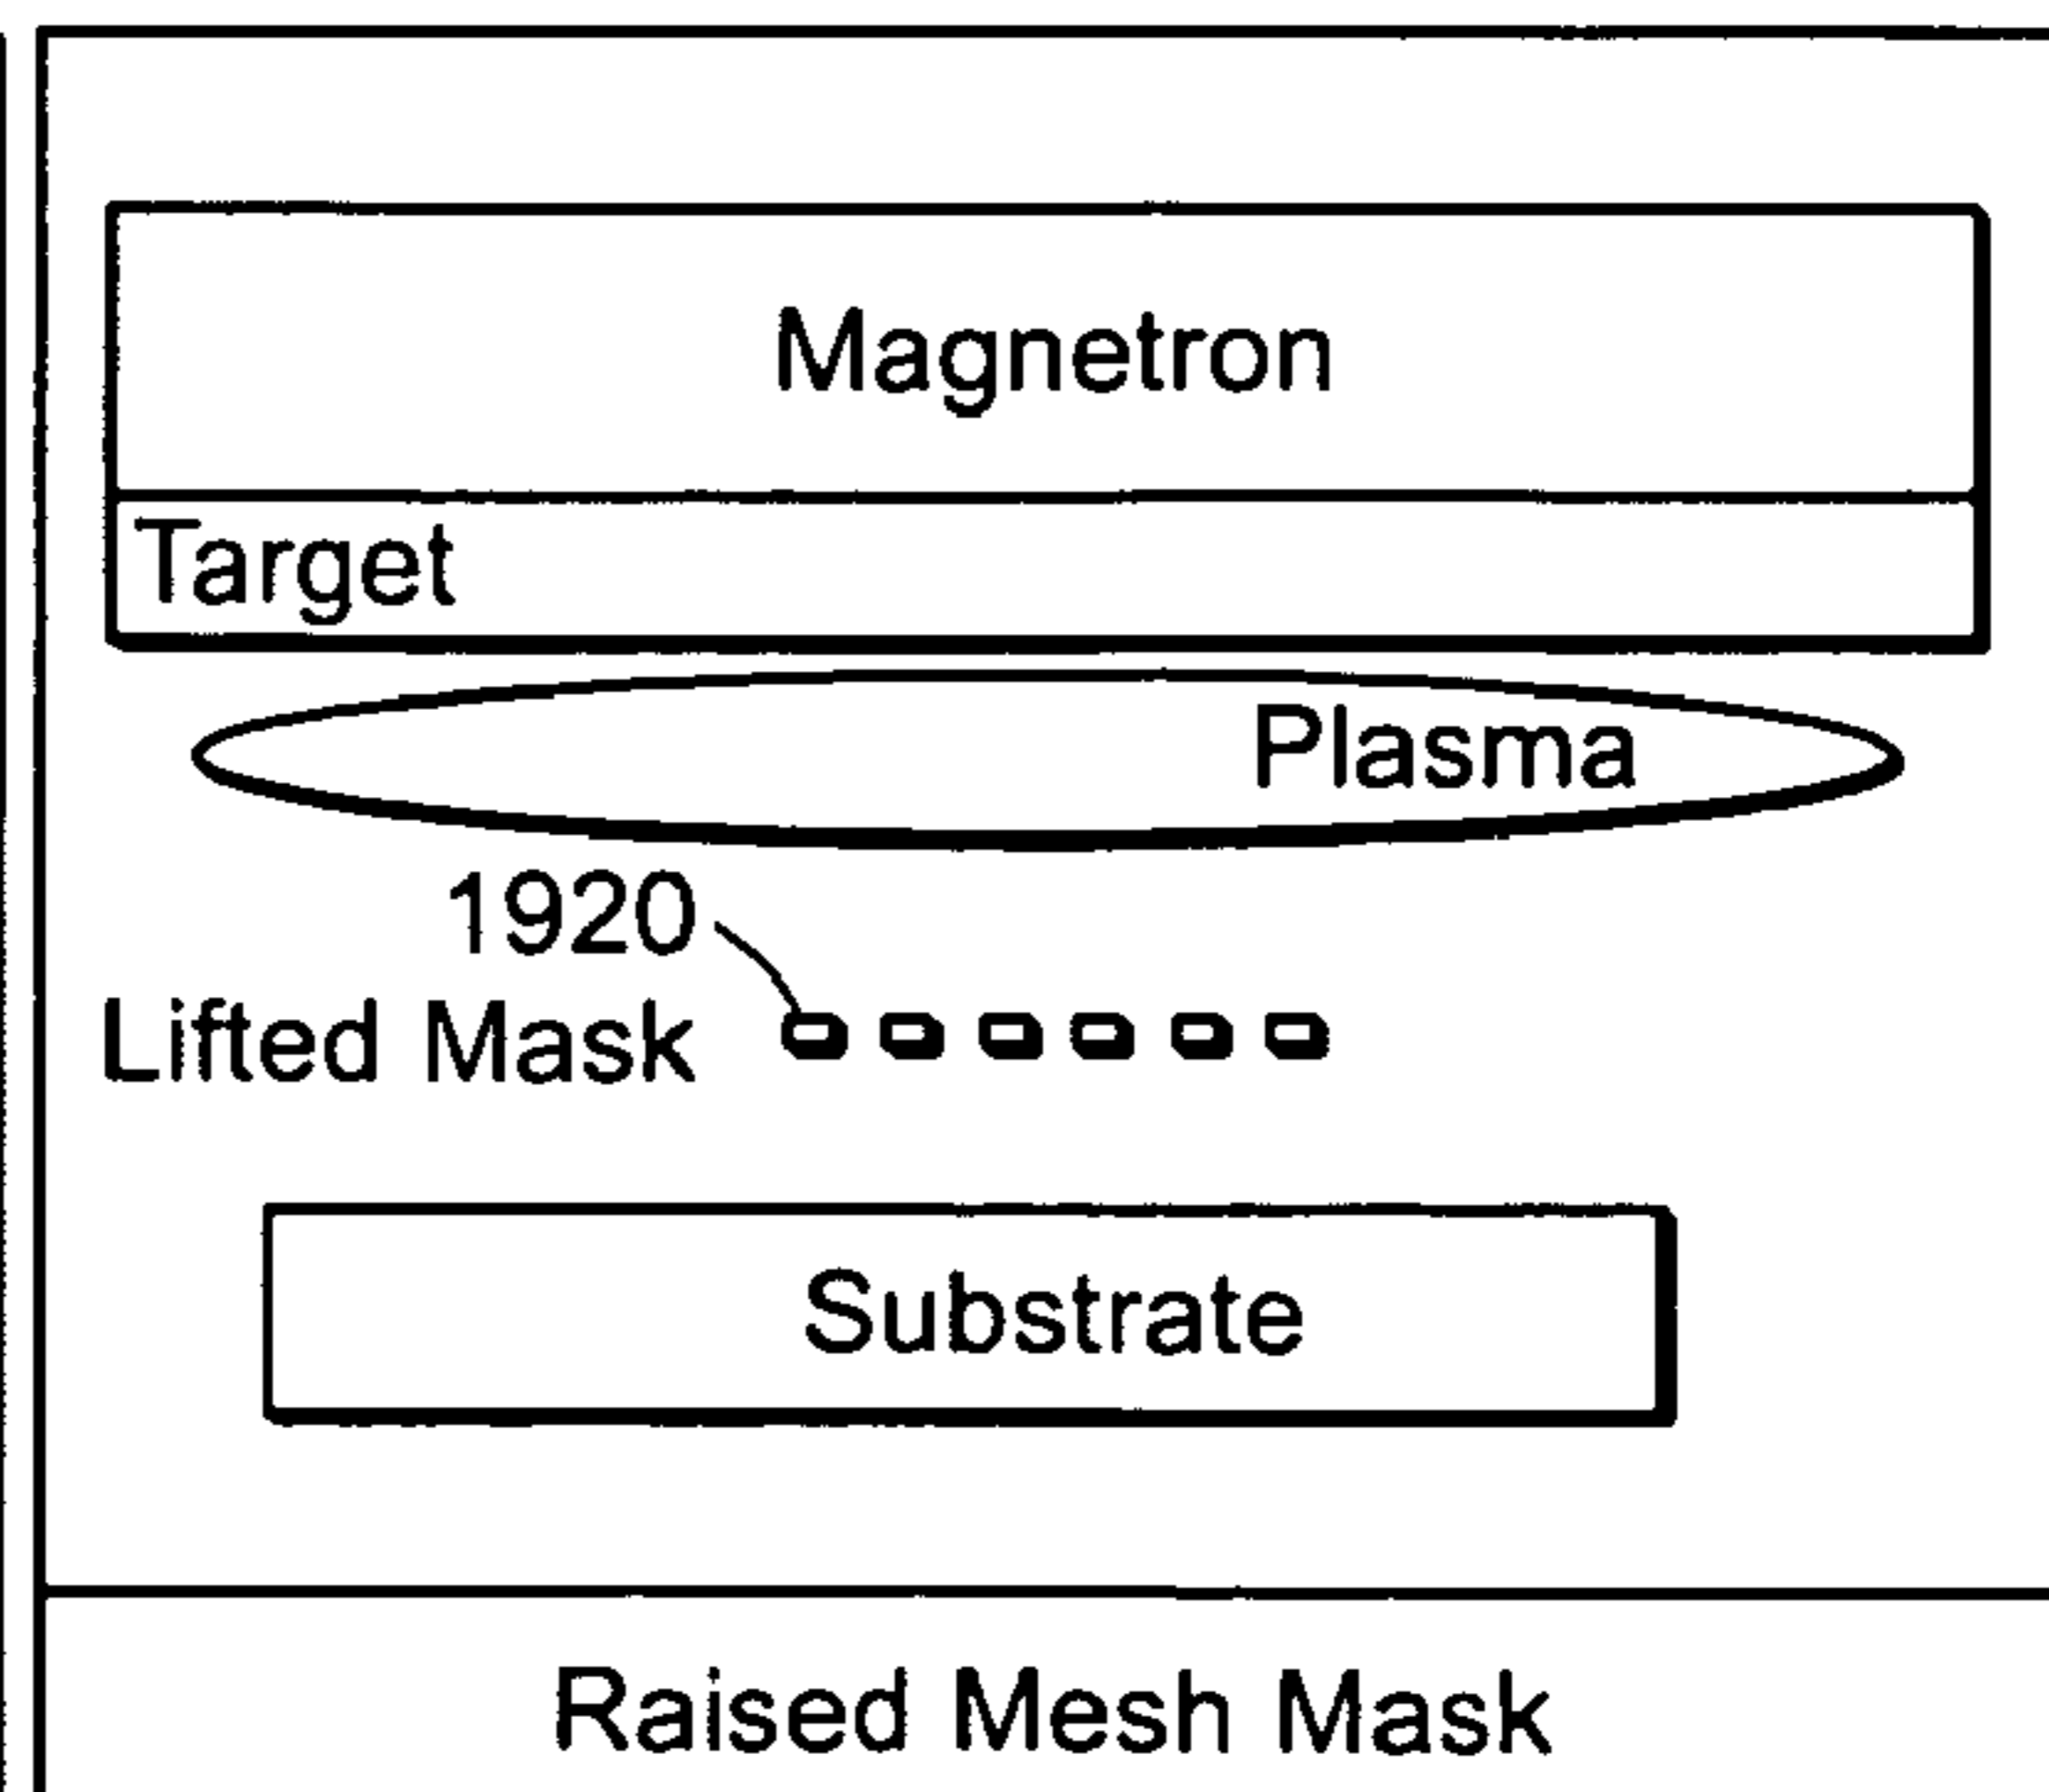 Magnetron
Target
Plasma
1920
Lifted Mask
Substrate
Raised Mesh Mask